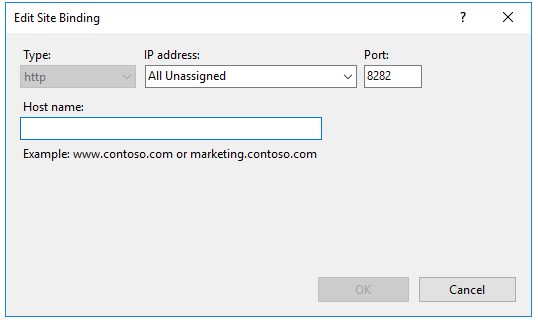 Edit Site Binding
?
Type: IP address: Port:
http All Unassigned 8282
Host name:
Example: www.contoso.com or marketing.contoso.com
OK Cancel